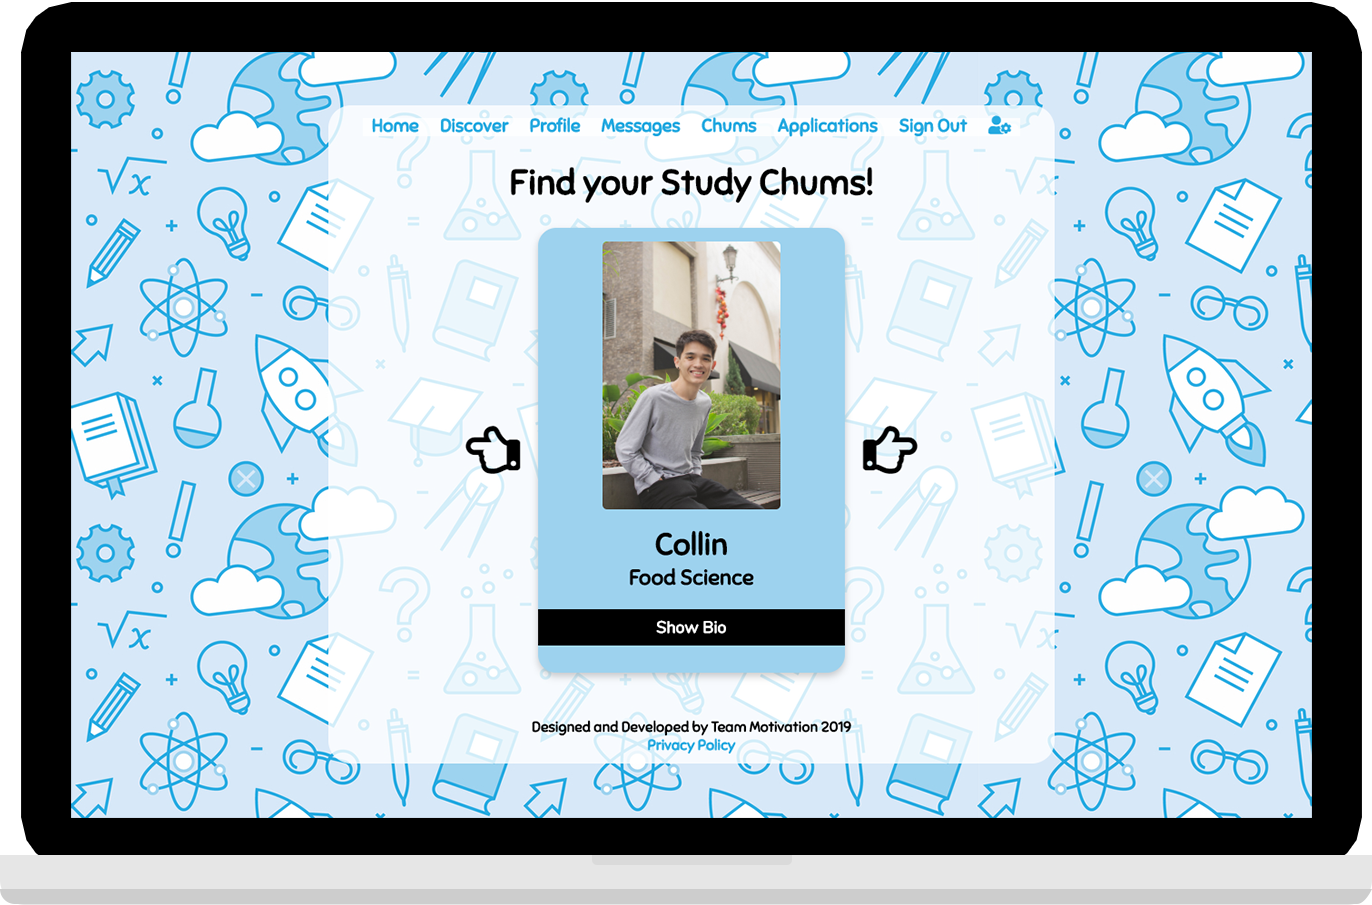 Home Discover Profile Messages Chums Applications Sign Out
Find your Study Chums!
Collin
Food Science
Show Bio
Designed and Developed by Team Motivation 2019
Privacy Policy
√x
√x
√x
√x